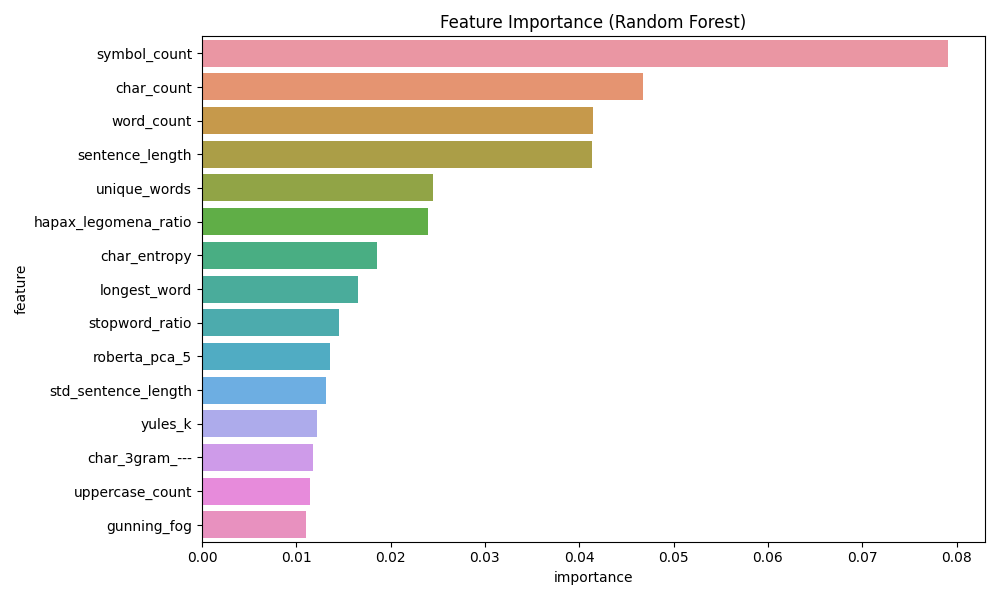 Feature Importance (Random Forest)
symbol_count
char_count
word_count
sentence_length
unique_words
hapax_legomena_ratio
char_entropy
longest_word
stopword_ratio
roberta_pca_5
std_sentence_length
yules_k
char_3gram_---
uppercase_count
gunning_fog
feature
0.00 0.01 0.02 0.03 0.04 0.05 0.06 0.07 0.08
importance